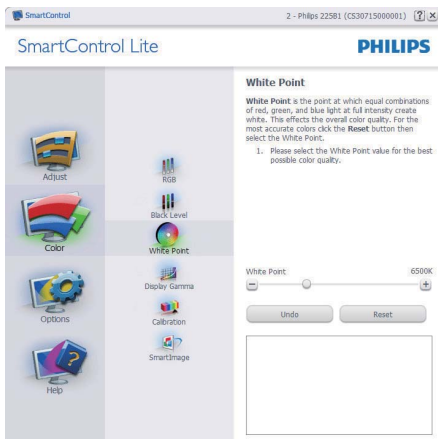 SmartControl
2 - Philips 225B1 (CS30715000001)
SmartControl Lite
PHILIPS
Adjust
Color
Options
Help
RGB
Black Level
White Point
Display Gamma
Calibration
SmartImage
White Point
White Point is the point at which equal combinations
of red, green, and blue light at full intensity create
white. This effects the overall color quality. For the
most accurate colors click the Reset button then
select the White Point.
1. Please select the White Point value for the best
possible color quality.
White Point 6500K
Undo
Reset